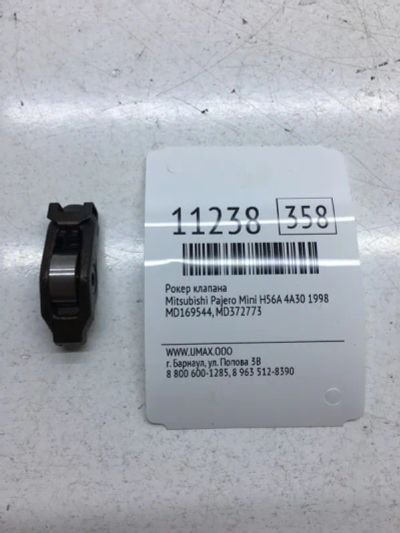 11238 358
Рокер клапана
Mitsubishi Pajero Mini H56A 4A30 1998
MD169544, MD372773
WWW.UMAX.OOO
г. Барнаул, ул. Попова 3В
8 800 600-1285, 8 963 512-8390